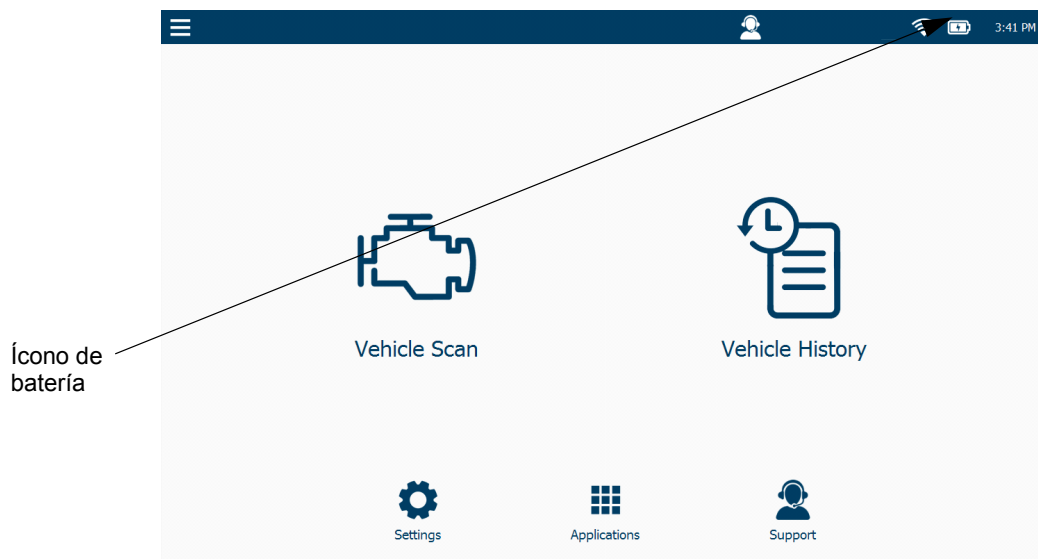 3:41 PM
Vehicle Scan
Vehicle History
Ícono de
batería
Settings
Applications
Support